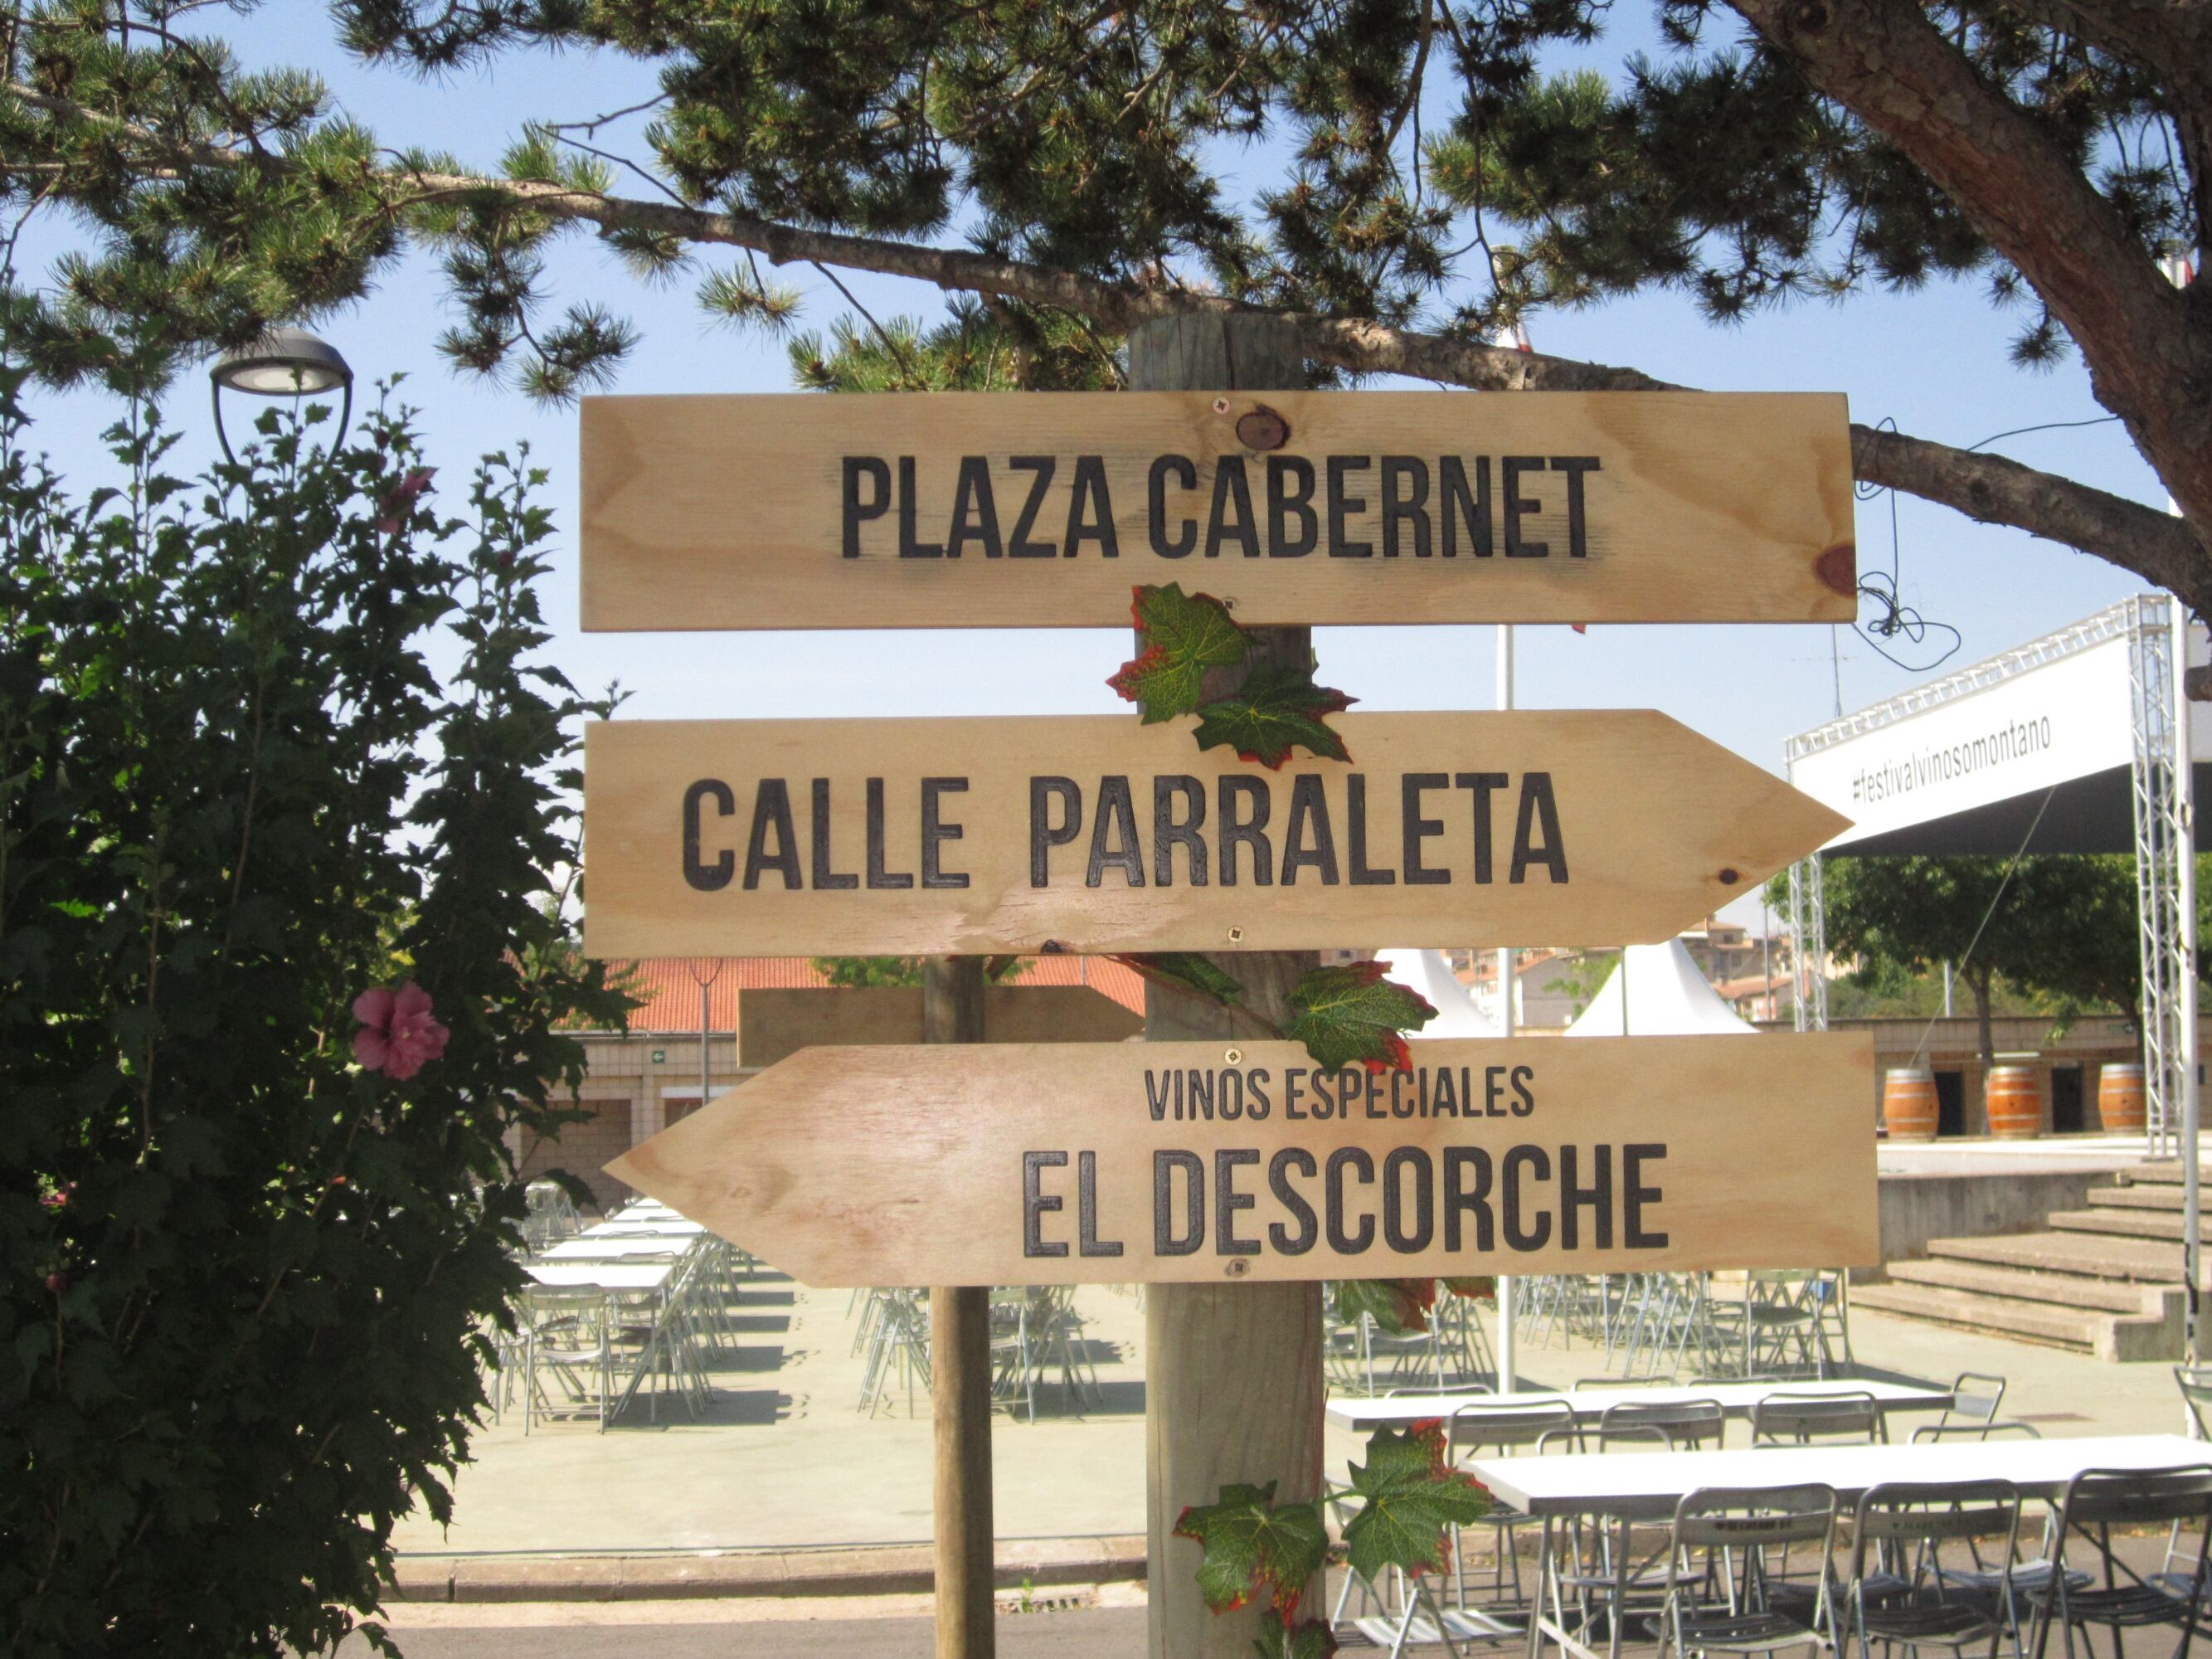 PLAZA CABERNET
CALLE PARRALETA
#festivalvinosomontano
VINOS ESPECIALES
EL DESCORCHE